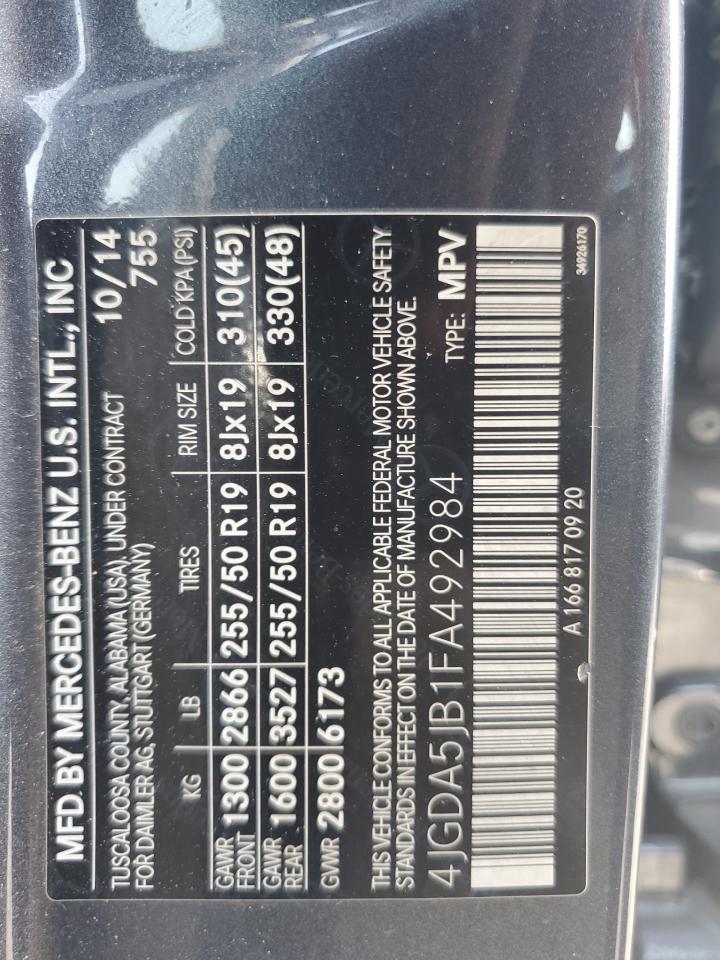 MFD. BY MERCEDES-BENZ U.S. INTL., INC
TUSCALOOSA COUNTY, ALABAMA (USA), UNDER CONTRACT 10/14
FOR DAIMLER AG, STUTTGART (GERMANY) 755
KG LB TIRES RIM SIZE COLD KPA (PSI)
GAWR FRONT 1300 2866 255/50 R19 8Jx19 310(45)
GAWR REAR 1600 3527 255/50 R19 8Jx19 330(48)
GVWR 2800 6173
THIS VEHICLE CONFORMS TO ALL APPLICABLE FEDERAL MOTOR VEHICLE SAFETY
STANDARDS IN EFFECT ON THE DATE OF MANUFACTURE SHOWN ABOVE.
4JGDA5JB1FA492984 TYPE: MPV
A 166 817 09 20
34926170